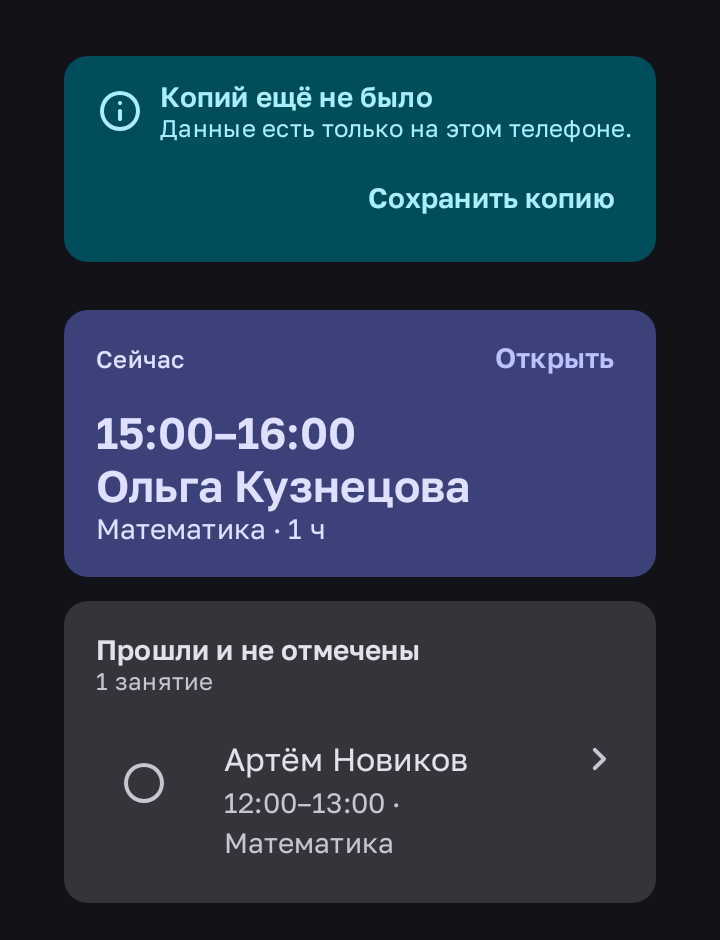 Копий ещё не было
Данные есть только на этом телефоне.
Сохранить копию
Сейчас
Открыть
15:00–16:00
Ольга Кузнецова
Математика · 1 ч
Прошли и не отмечены
1 занятие
Артём Новиков
12:00–13:00 ·
Математика